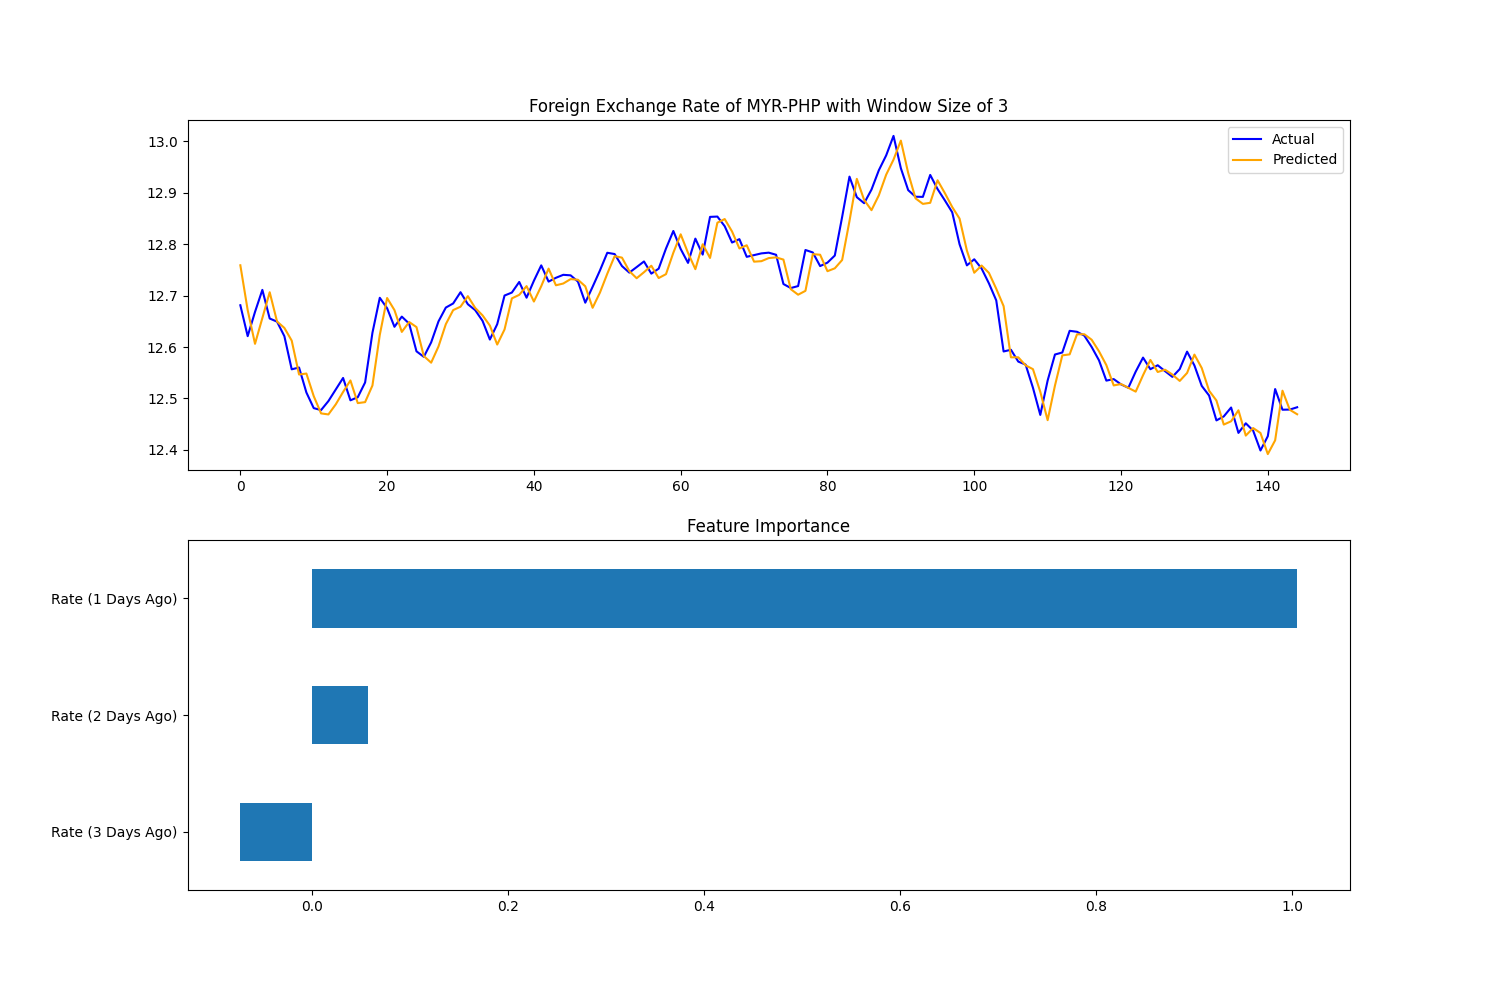 Foreign Exchange Rate of MYR-PHP with Window Size of 3
13.0
12.9
12.8
12.7
12.6
12.5
12.4
Actual
Predicted
0 20 40 60 80 100 120 140
Feature Importance
Rate (1 Days Ago)
Rate (2 Days Ago)
Rate (3 Days Ago)
0.0 0.2 0.4 0.6 0.8 1.0